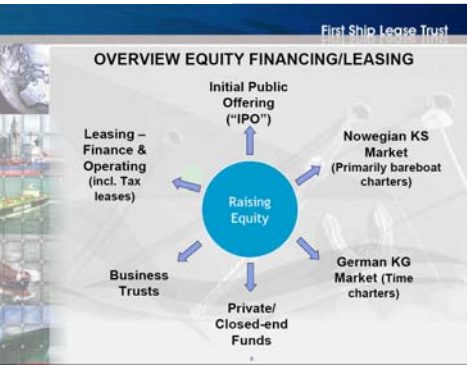 First Ship Lease Trust
OVERVIEW EQUITY FINANCING/LEASING
Initial Public
Offering
(“IPO”)
Leasing –
Finance &
Operating
(incl. Tax
leases)
Nowegian KS
Market
(Primarily bareboat
charters)
Raising
Equity
Business
Trusts
German KG
Market (Time
charters)
Private/
Closed-end
Funds